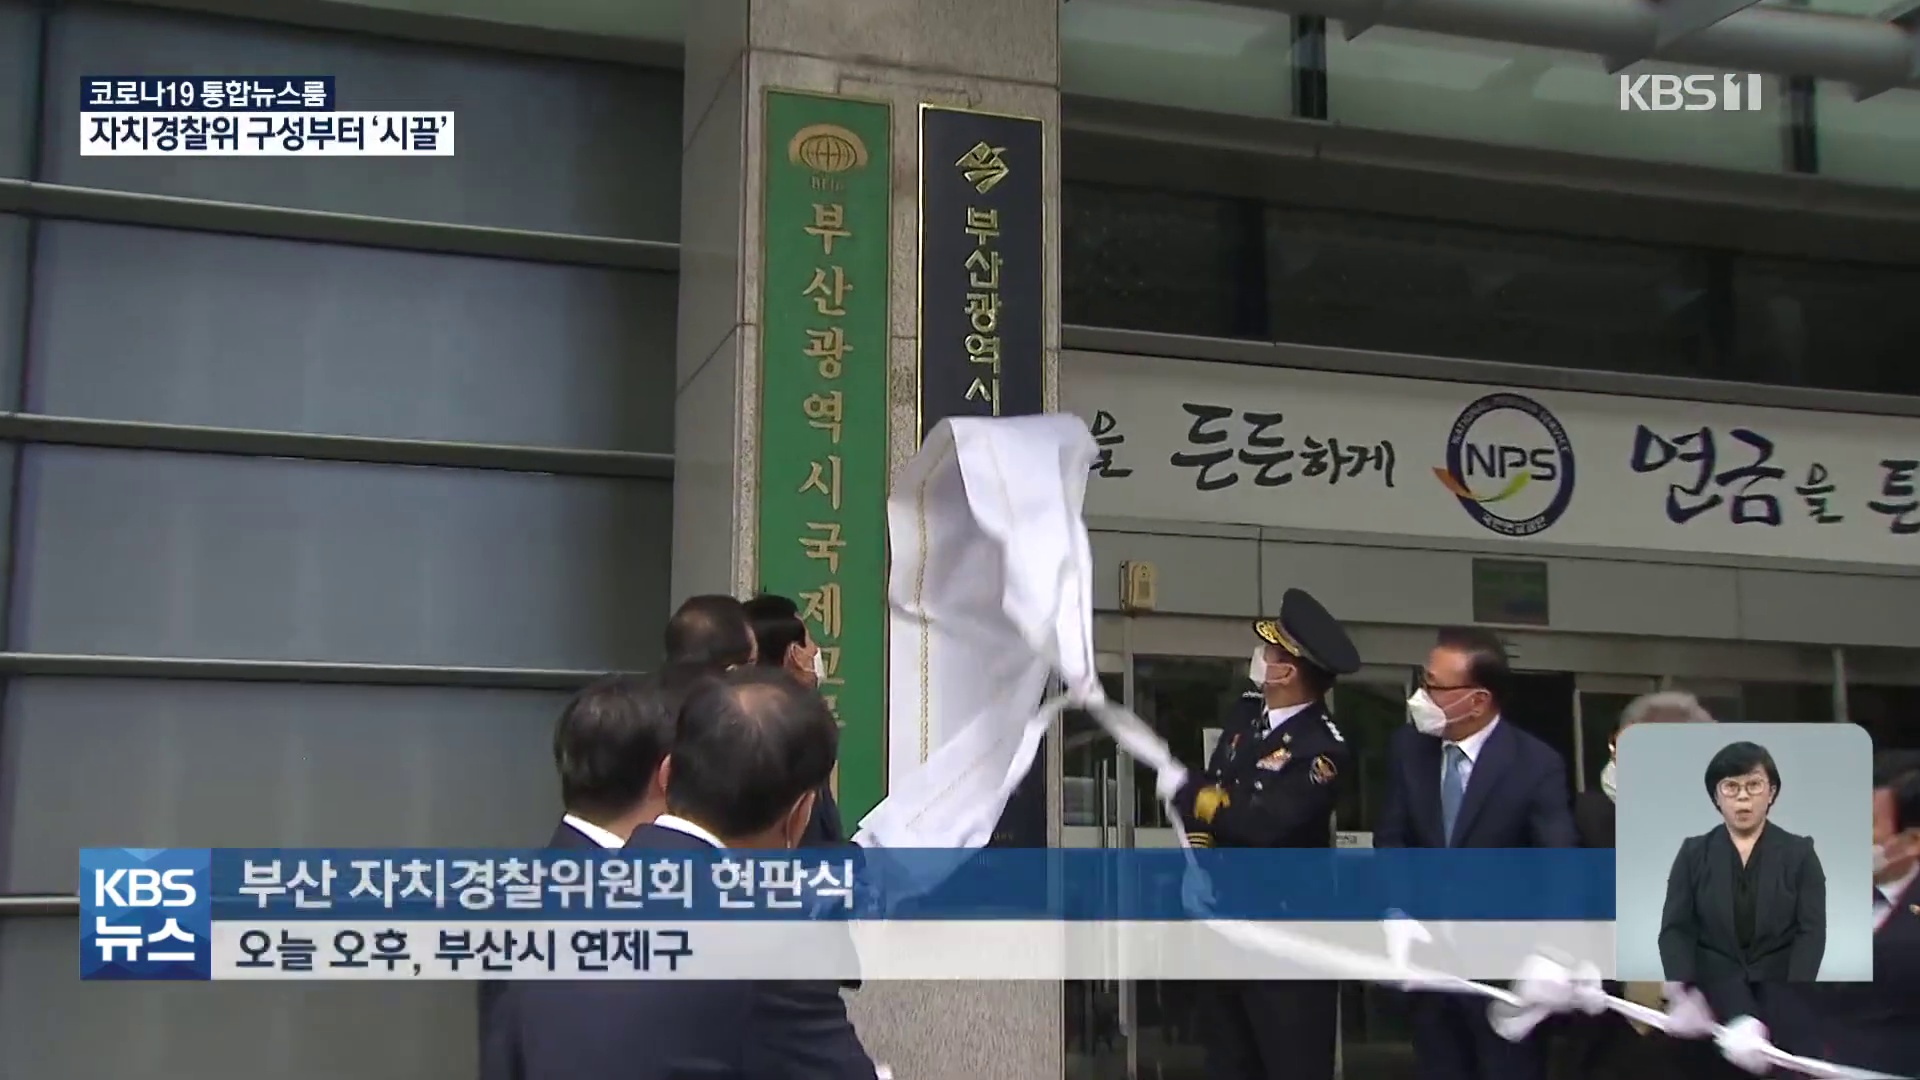 코로나19 통합뉴스룸
자치경찰위 구성부터 ‘시끌’
KBS 1
부산광역시국제교류
부산광역시
을 든든하게
NPS
연금을 든
KBS
뉴스
부산 자치경찰위원회 현판식
오늘 오후, 부산시 연제구